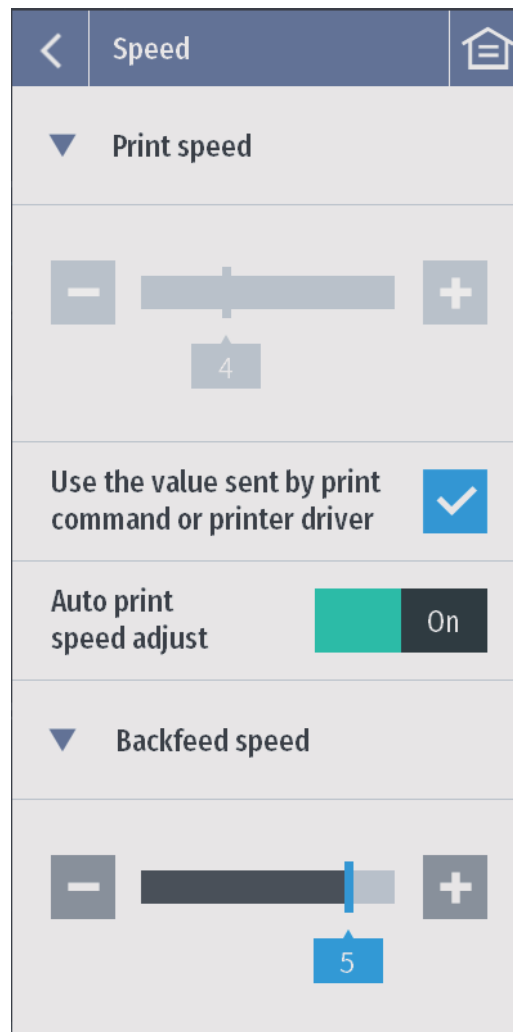 Speed
Print speed
4
Use the value sent by print
command or printer driver
Auto print
speed adjust
On
Backfeed speed
5